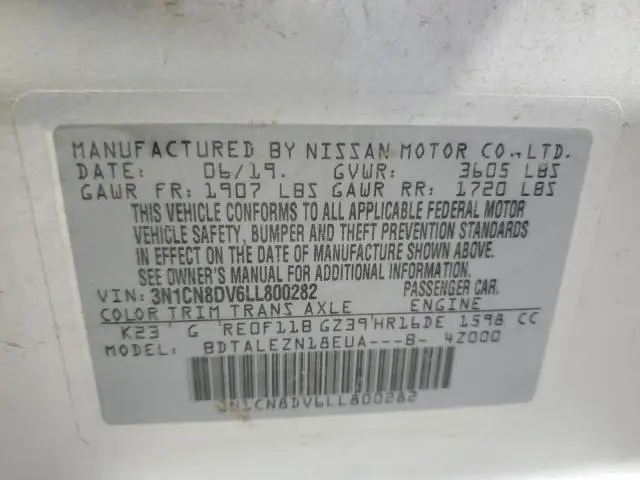 MANUFACTURED BY NISSAN MOTOR CO.,LTD.
DATE: 06/19. GVWR: 3605 LBS
GAWR FR: 1907 LBS GAWR RR: 1720 LBS
THIS VEHICLE CONFORMS TO ALL APPLICABLE FEDERAL MOTOR
VEHICLE SAFETY, BUMPER AND THEFT PREVENTION STANDARDS
IN EFFECT ON THE DATE OF MANUFACTURE SHOWN ABOVE.
SEE OWNER'S MANUAL FOR ADDITIONAL INFORMATION
VIN: 3N1CN8DV6LL800282 PASSENGER CAR.
COLOR TRIM TRANS AXLE ENGINE
K23 G RE0F11B GZ39 HR16DE 1598 CC
MODEL: BDTALEZN18EUA---B- 4Z000
3N1CN8DV6LL800282